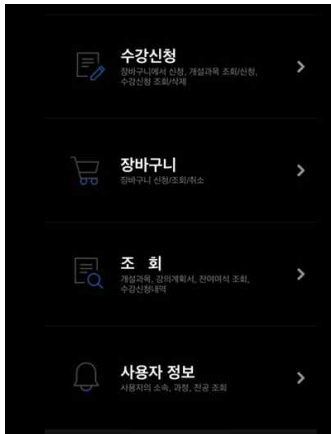 수강신청
장바구니에서 신청, 개설과목 조회/신청,
수강신청 조회/삭제
장바구니
장바구니 신청/조회/취소
조 회
개설과목, 강의계획서, 잔여여석 조회,
수강신청내역
사용자 정보
사용자의 소속, 과정, 전공 조회